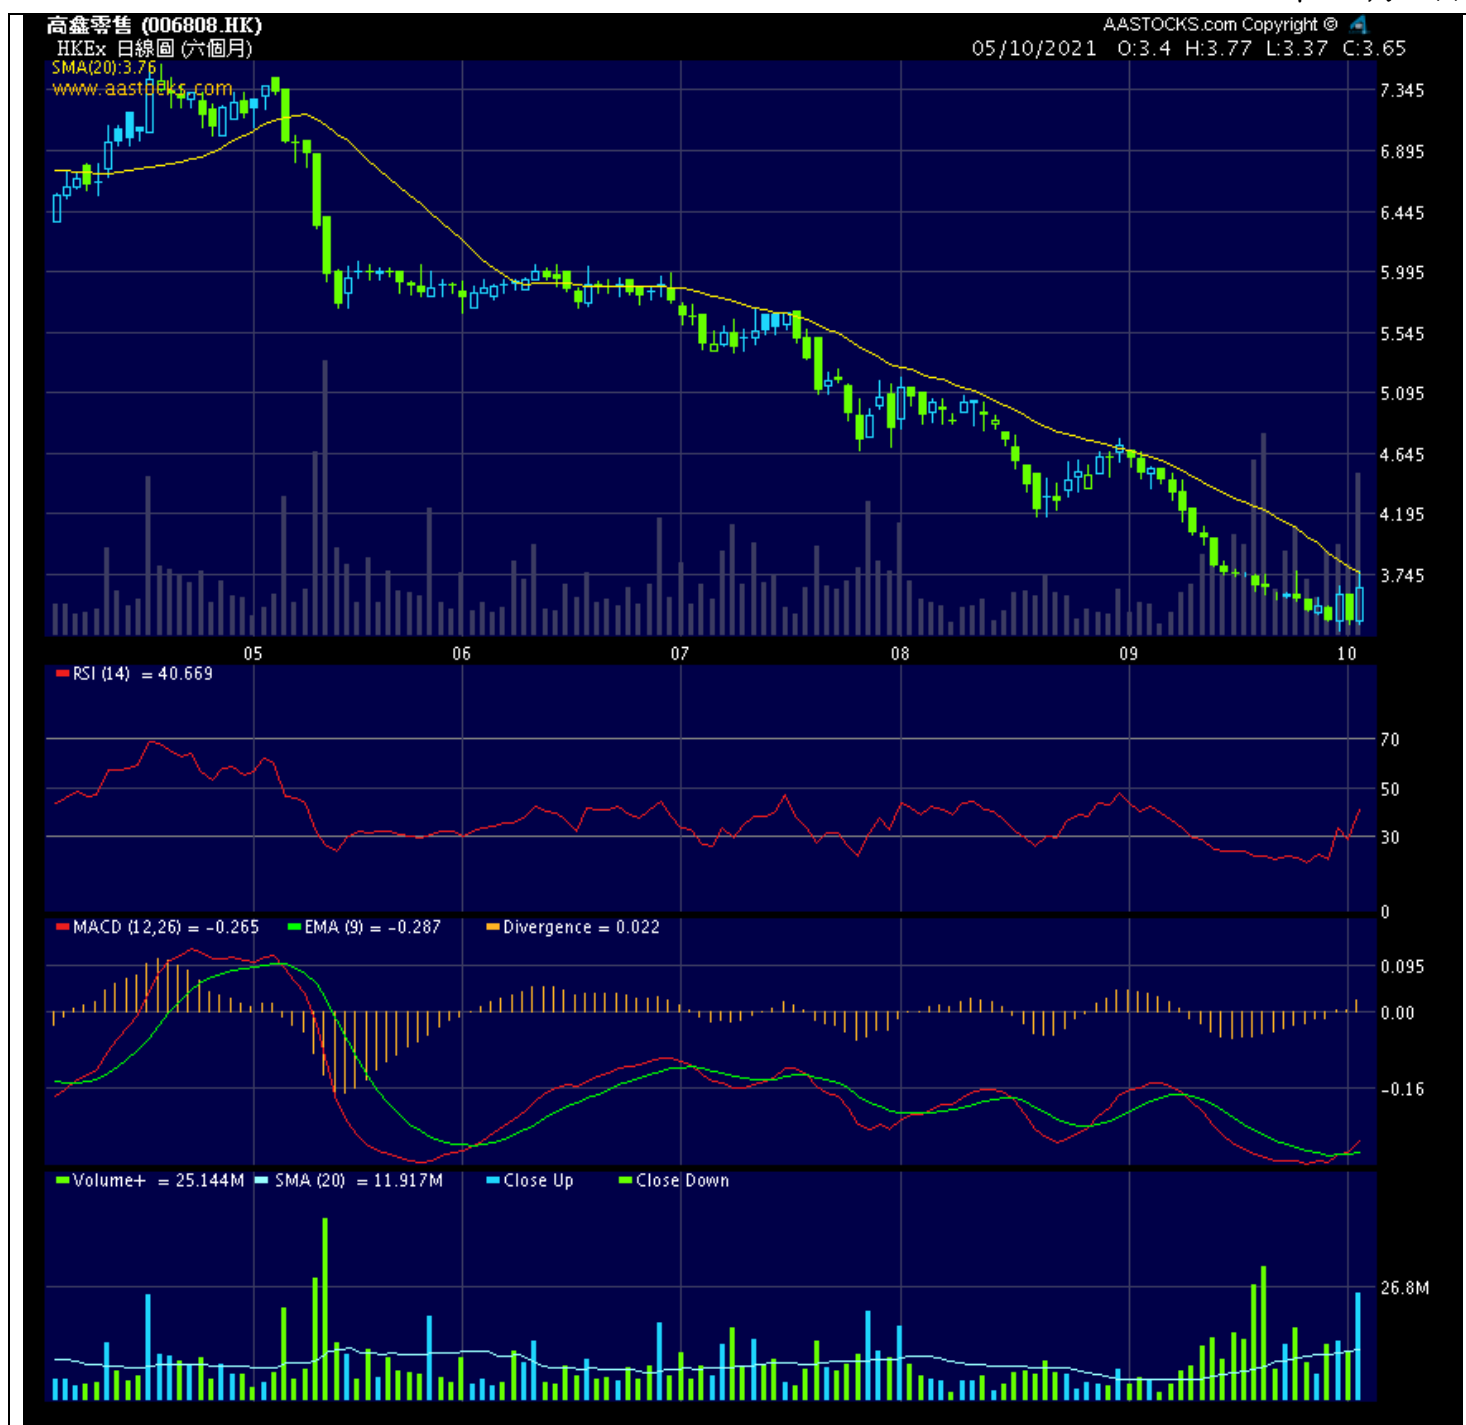 高鑫零售 (006808.HK)
AASTOCKS.com Copyright ©
HKEx 日線圖 (六個月)
05/10/2021 O:3.4 H:3.77 L:3.37 C:3.65
SMA(20):3.76
www.aastocks.com
7.345
6.895
6.445
5.995
5.545
5.095
4.645
4.195
3.745
05 06 07 08 09 10
RSI (14) = 40.669
70
50
30
0
MACD (12,26) = -0.265 EMA (9) = -0.287 Divergence = 0.022
0.095
0.00
-0.16
Volume+ = 25.144M SMA (20) = 11.917M Close Up Close Down
26.8M